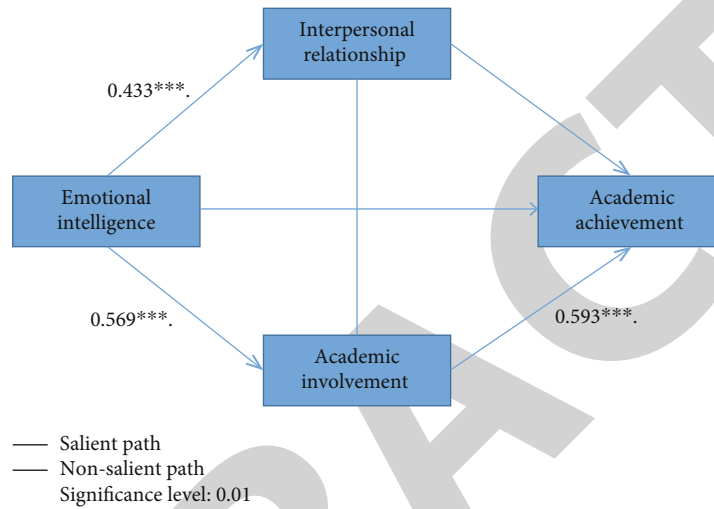 Interpersonal
relationship
0.433***.
Emotional
intelligence
Academic
achievement
0.569***.
0.593***.
Academic
involvement
Salient path
Non-salient path
Significance level: 0.01